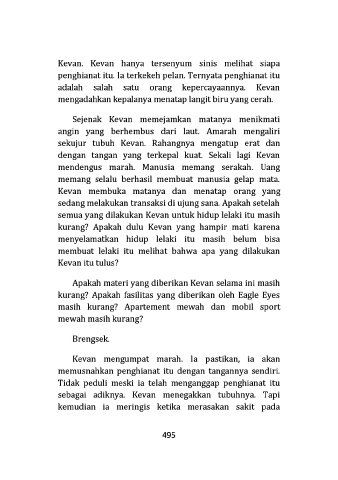 Kevan. Kevan hanya tersenyum sinis melihat siapa
penghianat itu. Ia terkekeh pelan. Ternyata penghianat itu
adalah salah satu orang kepercayaannya. Kevan
mengadahkan kepalanya menatap langit biru yang cerah.
Sejenak Kevan memejamkan matanya menikmati
angin yang berhembus dari laut. Amarah mengaliri
sekujur tubuh Kevan. Rahangnya mengatup erat dan
dengan tangan yang terkepal kuat. Sekali lagi Kevan
mendengus marah. Manusia memang serakah. Uang
memang selalu berhasil membuat manusia gelap mata.
Kevan membuka matanya dan menatap orang yang
sedang melakukan transaksi di ujung sana. Apakah setelah
semua yang dilakukan Kevan untuk hidup lelaki itu masih
kurang? Apakah dulu Kevan yang hampir mati karena
menyelamatkan hidup lelaki itu masih belum bisa
membuat lelaki itu melihat bahwa apa yang dilakukan
Kevan itu tulus?
Apakah materi yang diberikan Kevan selama ini masih
kurang? Apakah fasilitas yang diberikan oleh Eagle Eyes
masih kurang? Apartement mewah dan mobil sport
mewah masih kurang?
Brengsek.
Kevan mengumpat marah. Ia pastikan, ia akan
memusnahkan penghianat itu dengan tangannya sendiri.
Tidak peduli meski ia telah menganggap penghianat itu
sebagai adiknya. Kevan menegakkan tubuhnya. Tapi
kemudian ia meringis ketika merasakan sakit pada
495